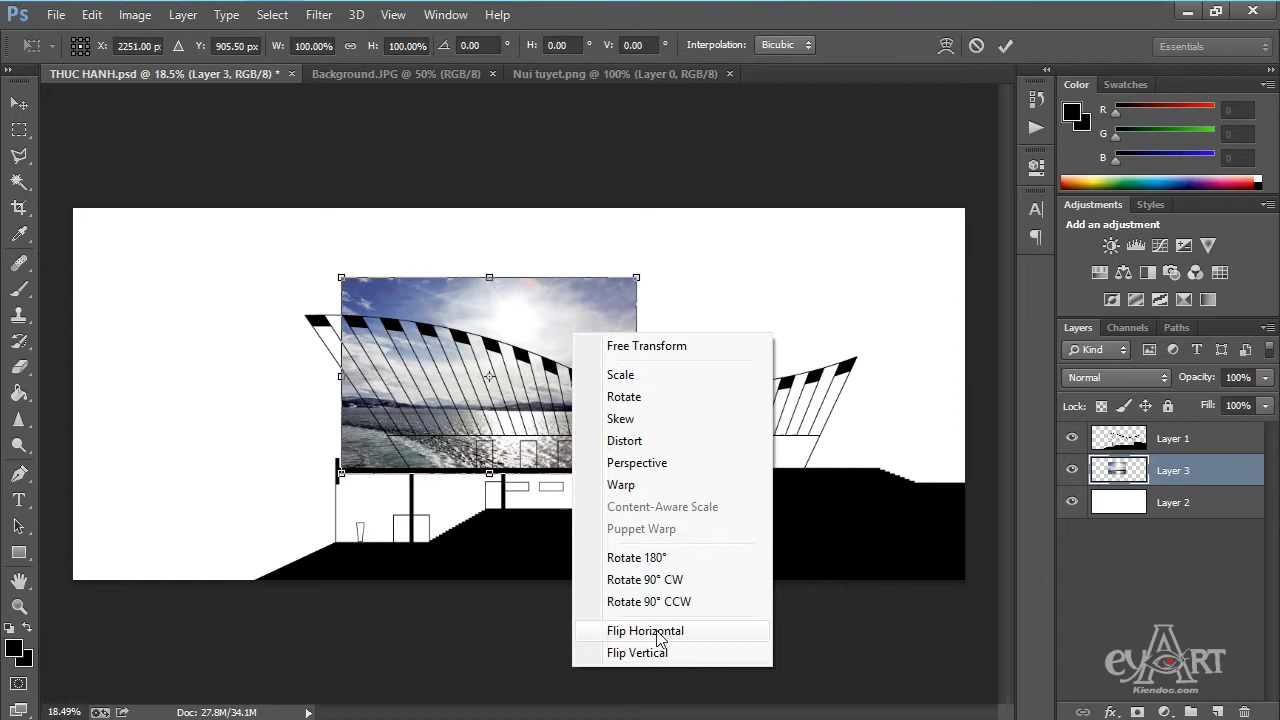 Ps File Edit Image Layer Type Select Filter 3D View Window Help
X: 2251.00 p: Y: 905.50 px W: 100.00% H: 100.00% 0.00 ° H: 0.00 ° V: 0.00 ° Interpolation: Bicubic Essentials
THUC HANH.psd @ 18.5% (Layer 3, RGB/8) * × Background.JPG @ 50% (RGB/8) × Nui tuyet.png @ 100% (Layer 0, RGB/8) ×
Color Swatches
R 0
G 0
B 0
Adjustments Styles
Add an adjustment
Layers Channels Paths
Kind
Normal Opacity: 100%
Lock: Fill: 100%
Layer 1
Layer 3
Layer 2
Free Transform
Scale
Rotate
Skew
Distort
Perspective
Warp
Content-Aware Scale
Puppet Warp
Rotate 180°
Rotate 90° CW
Rotate 90° CCW
Flip Horizontal
Flip Vertical
eyART
Kiendoc.com
18.49% Doc: 27.8M/34.1M
fx